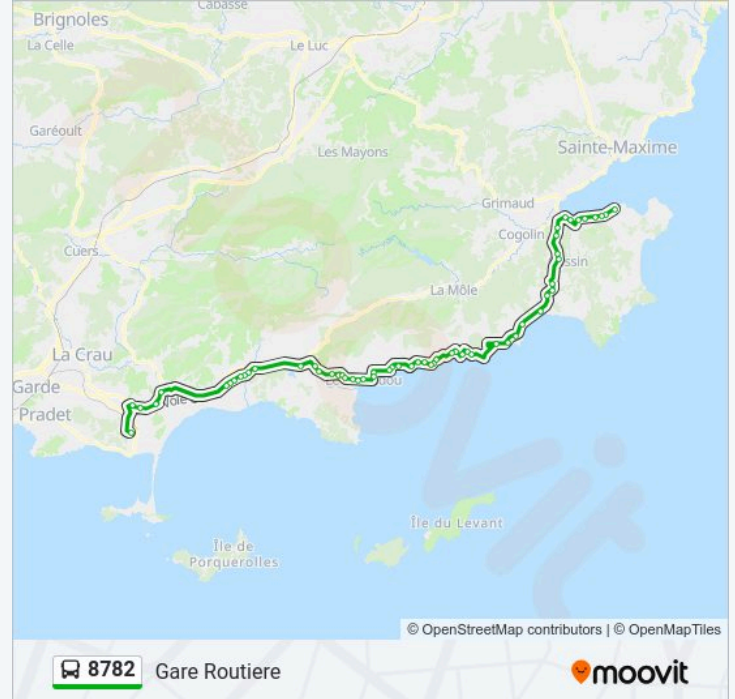 Cabasse
Brignoles
La Celle
Le Luc
Garéoult
Les Mayons
Sainte-Maxime
Grimaud
Cogolin
Cuers
ssin
La Môle
La Crau
Garde
Pradet
Île du Levant
Île de
Porquerolles
© OpenStreetMap contributors | © OpenMapTiles
8782 Gare Routiere
moovit